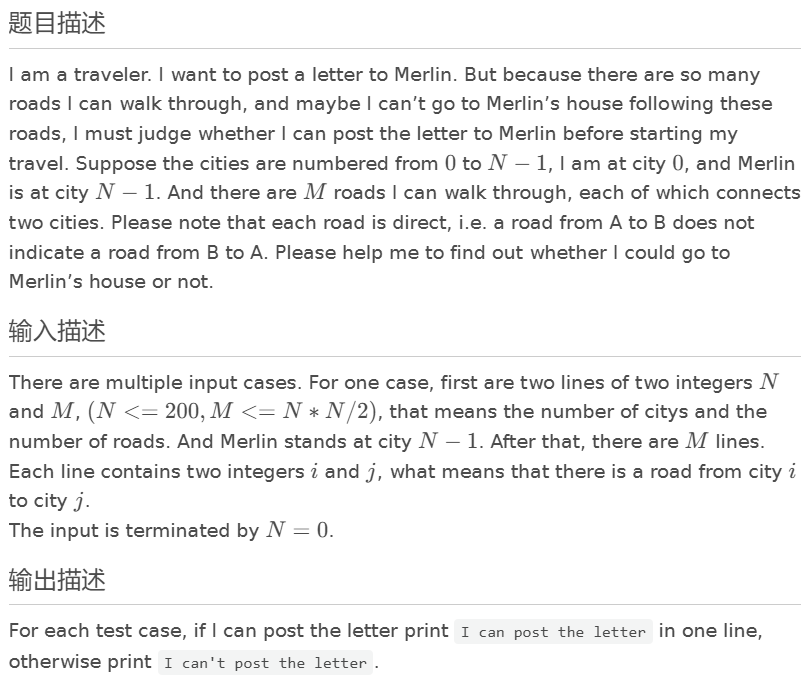 题目描述
I am a traveler. I want to post a letter to Merlin. But because there are so many
roads I can walk through, and maybe I can’t go to Merlin’s house following these
roads, I must judge whether I can post the letter to Merlin before starting my
travel. Suppose the cities are numbered from 0 to N − 1, I am at city 0, and Merlin
is at city N − 1. And there are M roads I can walk through, each of which connects
two cities. Please note that each road is direct, i.e. a road from A to B does not
indicate a road from B to A. Please help me to find out whether I could go to
Merlin’s house or not.
输入描述
There are multiple input cases. For one case, first are two lines of two integers N
and M, (N <= 200, M <= N ∗ N/2), that means the number of citys and the
number of roads. And Merlin stands at city N − 1. After that, there are M lines.
Each line contains two integers i and j, what means that there is a road from city i
to city j.
The input is terminated by N = 0.
输出描述
For each test case, if I can post the letter print I can post the letter in one line,
otherwise print I can't post the letter .